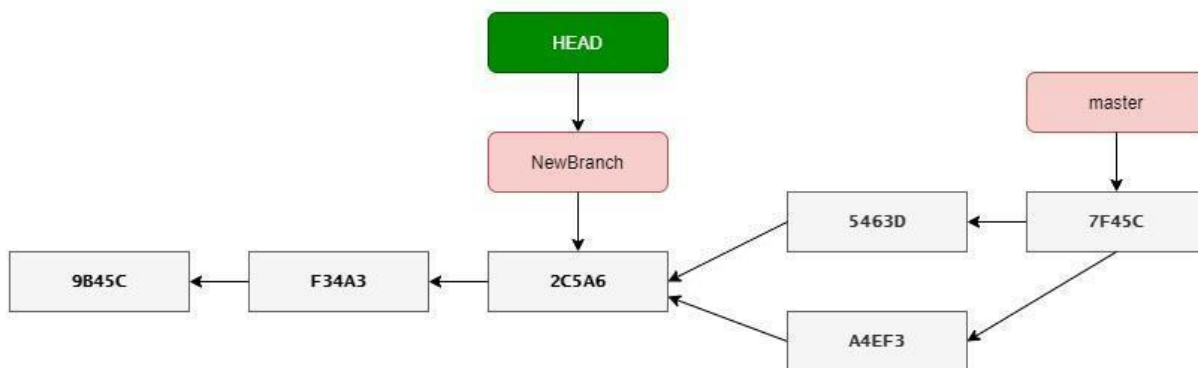 HEAD
master
NewBranch
5463D
7F45C
9B45C
F34A3
2C5A6
A4EF3